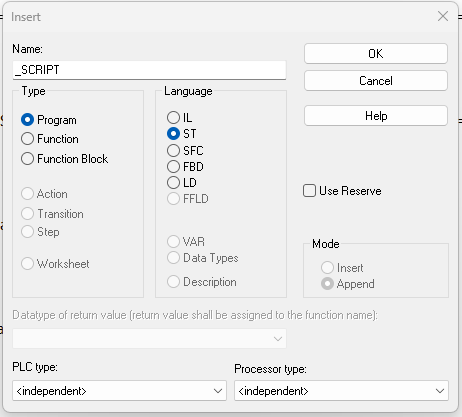 Insert
Name:
_SCRIPT
OK
Cancel
Help
Type
Program
Function
Function Block
Action
Transition
Step
Worksheet
Language
IL
ST
SFC
FBD
LD
FFLD
VAR
Data Types
Description
Use Reserve
Mode
Insert
Append
Datatype of return value (return value shall be assigned to the function name):
PLC type:
<independent>
Processor type:
<independent>